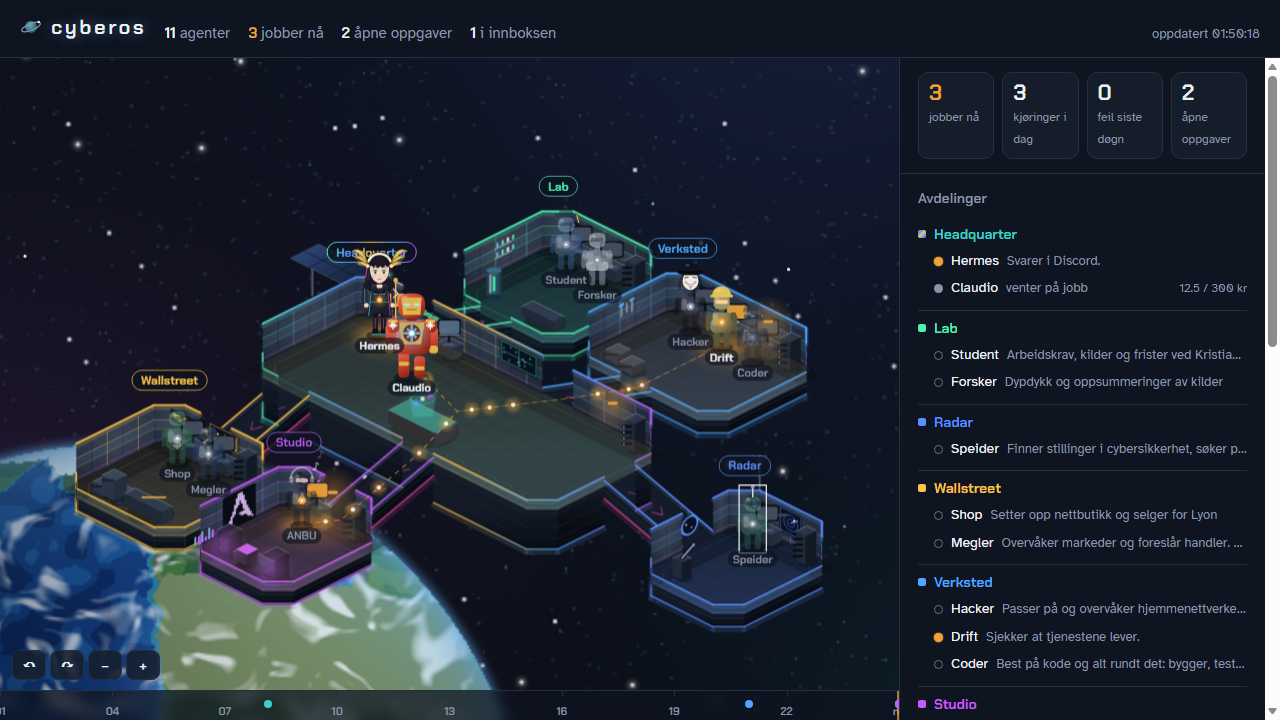 cyberos
11 agenter 3 jobber nå 2 åpne oppgaver 1 i innboksen
oppdatert 01:50:18
3 jobber nå
3 kjøringer i dag
0 feil siste døgn
2 åpne oppgaver
Avdelinger
Headquarter
Hermes Svarer i Discord.
Claudio venter på jobb 12.5 / 300 kr
Lab
Student Arbeidskrav, kilder og frister ved Kristia...
Forsker Dypdykk og oppsummeringer av kilder
Radar
Speider Finner stillinger i cybersikkerhet, søker p...
Wallstreet
Shop Setter opp nettbutikk og selger for Lyon
Megler Overvåker markeder og foreslår handler. ...
Verksted
Hacker Passer på og overvåker hjemmenettverke...
Drift Sjekker at tjenestene lever.
Coder Best på kode og alt rundt det: bygger, test...
Studio
Lab
Student
Forsker
Verksted
Hacker
Drift
Coder
Hermes
Claudio
Wallstreet
Shop
Megler
Studio
A
ANBU
Radar
Speider
− +
04 07 10 13 16 19 22